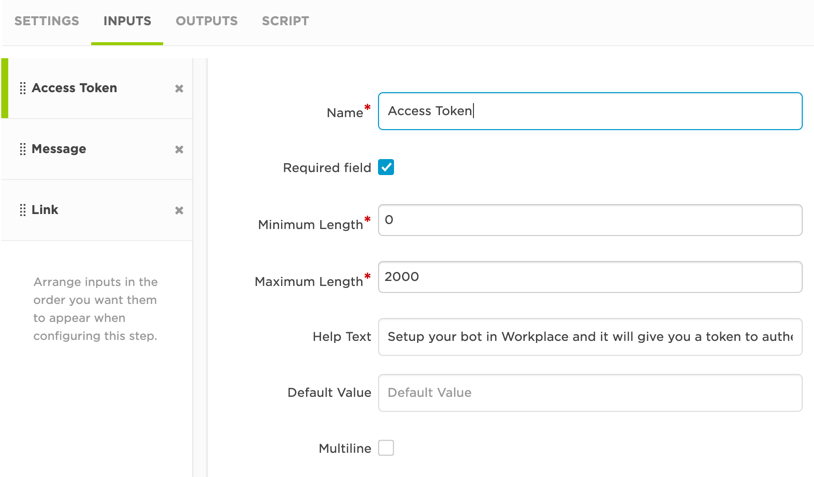 SETTINGS INPUTS OUTPUTS SCRIPT
Access Token
Message
Link
Arrange inputs in the
order you want them
to appear when
configuring this step.
Name* Access Token
Required field
Minimum Length* 0
Maximum Length* 2000
Help Text Setup your bot in Workplace and it will give you a token to authe
Default Value Default Value
Multiline